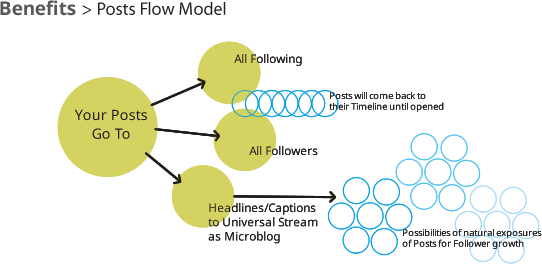 Benefits > Posts Flow Model
All Following
Posts will come back to
their Timeline until opened
Your Posts
Go To
All Followers
Headlines/Captions
to Universal Stream
as Microblog
Possibilities of natural exposures
of Posts for Follower growth